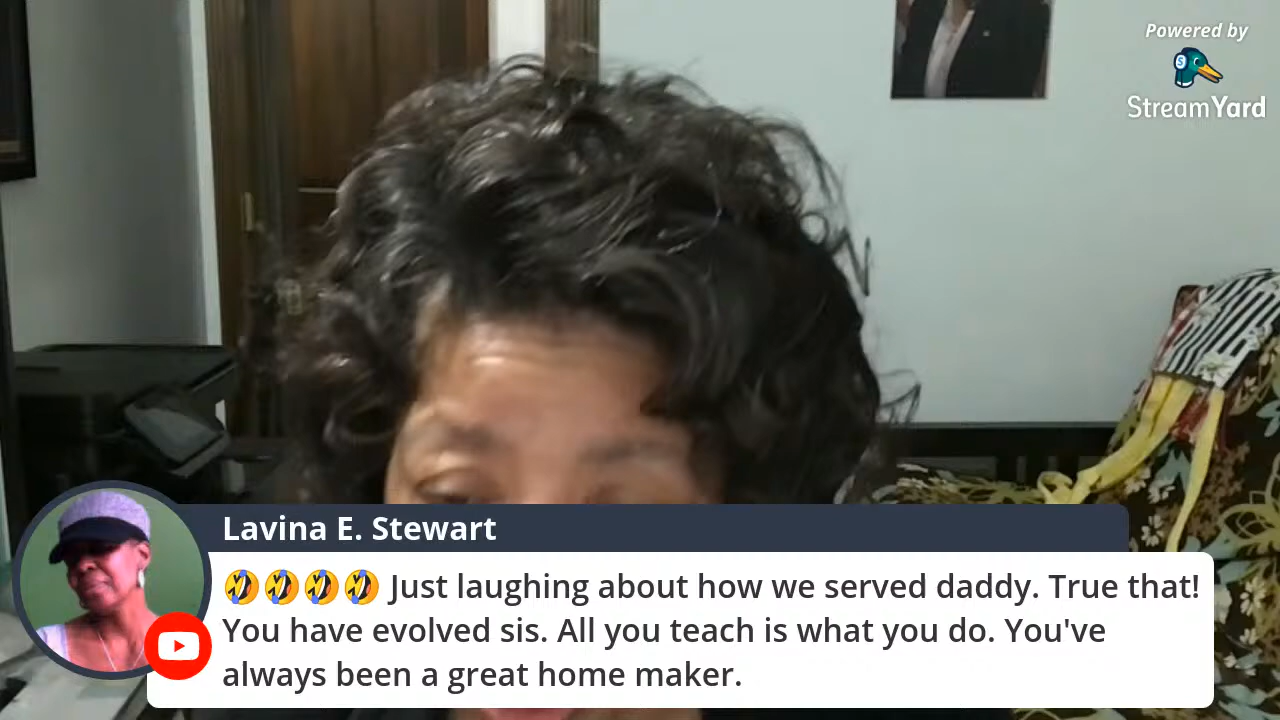 Powered by
StreamYard
Lavina E. Stewart
🤣🤣🤣🤣 Just laughing about how we served daddy. True that!
You have evolved sis. All you teach is what you do. You've
always been a great home maker.